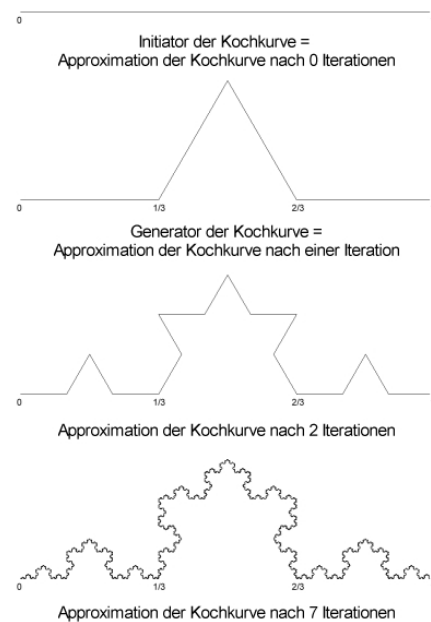 0
Initiator der Kochkurve =
Approximation der Kochkurve nach 0 Iterationen
0 1/3 2/3
Generator der Kochkurve =
Approximation der Kochkurve nach einer Iteration
0 1/3 2/3
Approximation der Kochkurve nach 2 Iterationen
0 1/3 2/3
Approximation der Kochkurve nach 7 Iterationen